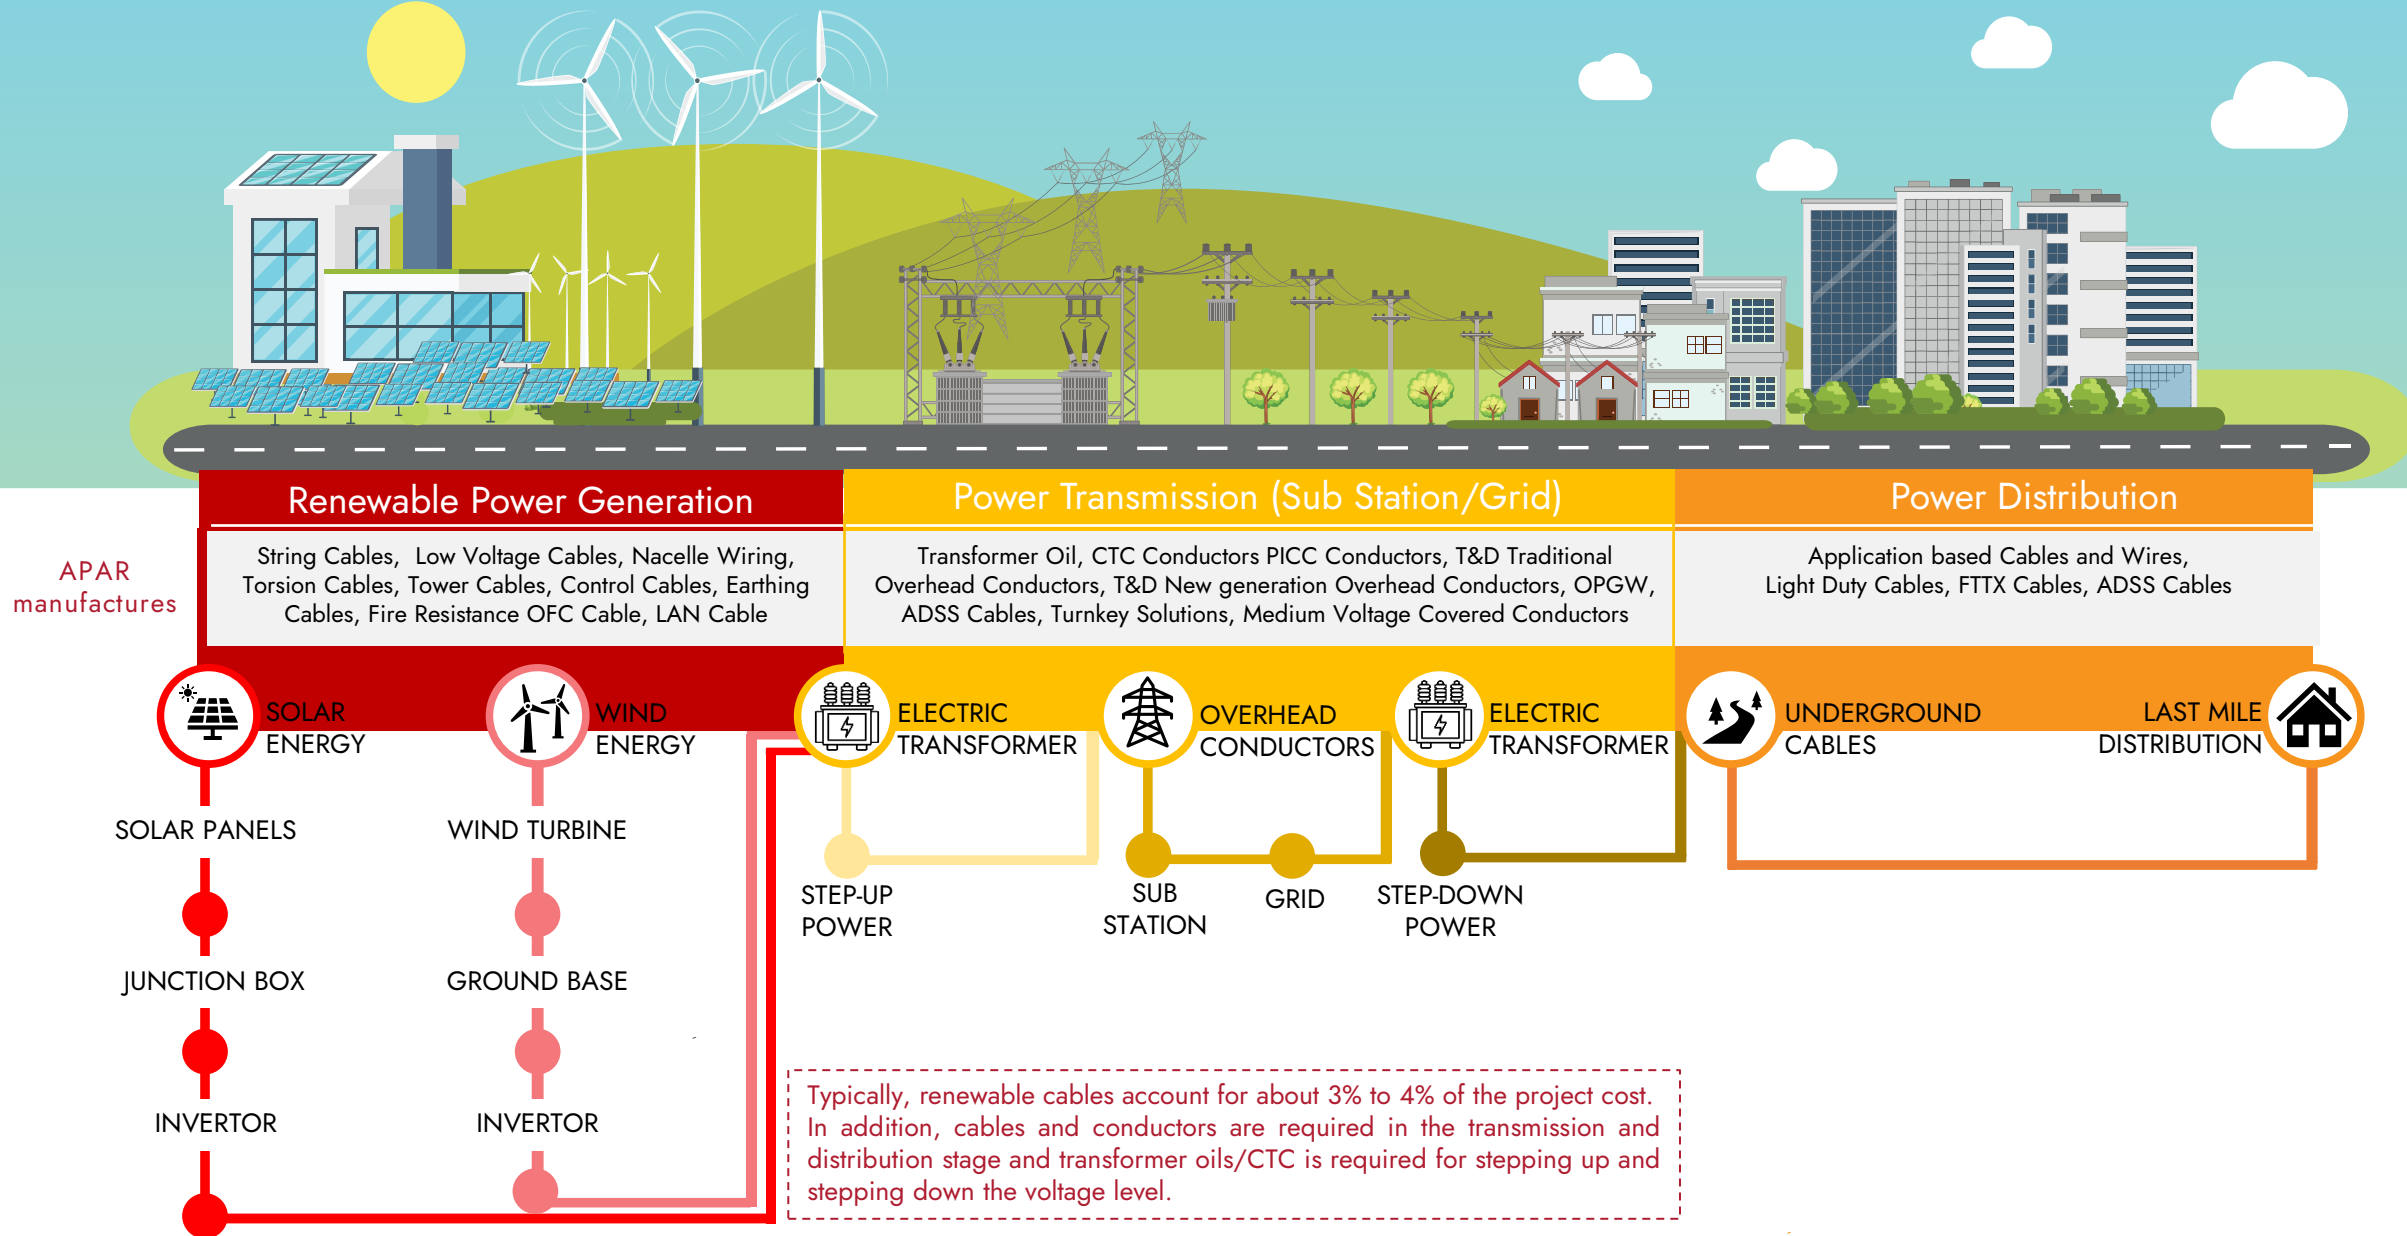 Renewable Power Generation
Power Transmission (Sub Station/Grid)
Power Distribution
APAR
manufactures
String Cables, Low Voltage Cables, Nacelle Wiring,
Torsion Cables, Tower Cables, Control Cables, Earthing
Cables, Fire Resistance OFC Cable, LAN Cable
Transformer Oil, CTC Conductors PICC Conductors, T&D Traditional
Overhead Conductors, T&D New generation Overhead Conductors, OPGW,
ADSS Cables, Turnkey Solutions, Medium Voltage Covered Conductors
Application based Cables and Wires,
Light Duty Cables, FTTX Cables, ADSS Cables
SOLAR
ENERGY
WIND
ENERGY
ELECTRIC
TRANSFORMER
OVERHEAD
CONDUCTORS
ELECTRIC
TRANSFORMER
UNDERGROUND
CABLES
LAST MILE
DISTRIBUTION
SOLAR PANELS
JUNCTION BOX
INVERTOR
WIND TURBINE
GROUND BASE
INVERTOR
STEP-UP
POWER
SUB
STATION
GRID
STEP-DOWN
POWER
Typically, renewable cables account for about 3% to 4% of the project cost.
In addition, cables and conductors are required in the transmission and
distribution stage and transformer oils/CTC is required for stepping up and
stepping down the voltage level.